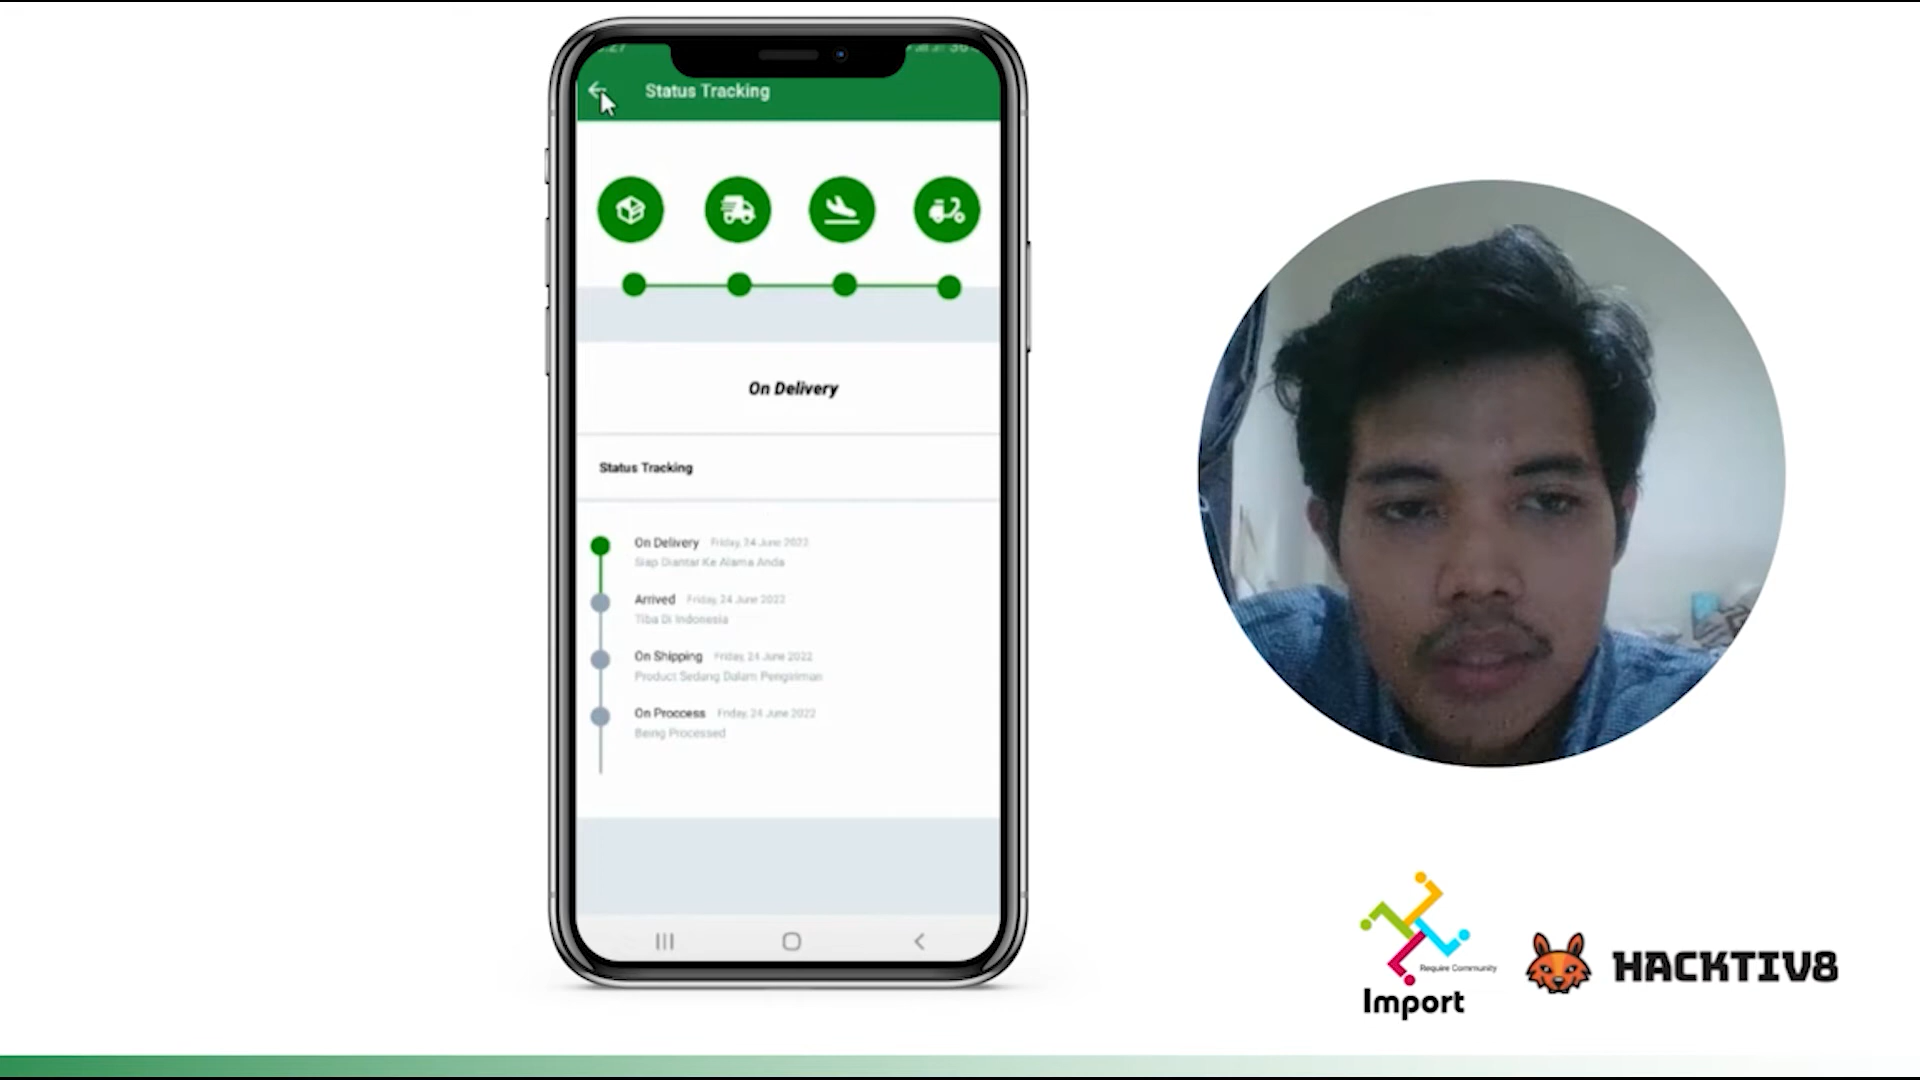 Status Tracking
On Delivery
Status Tracking
On Delivery Friday, 24 June 2022
Siap Diantar Ke Alama Anda
Arrived Friday, 24 June 2022
Tiba Di Indonesia
On Shipping Friday, 24 June 2022
Product Sedang Dalam Pengiriman
On Proccess Friday, 24 June 2022
Being Processed
Require Community
Import
HACKTIV8